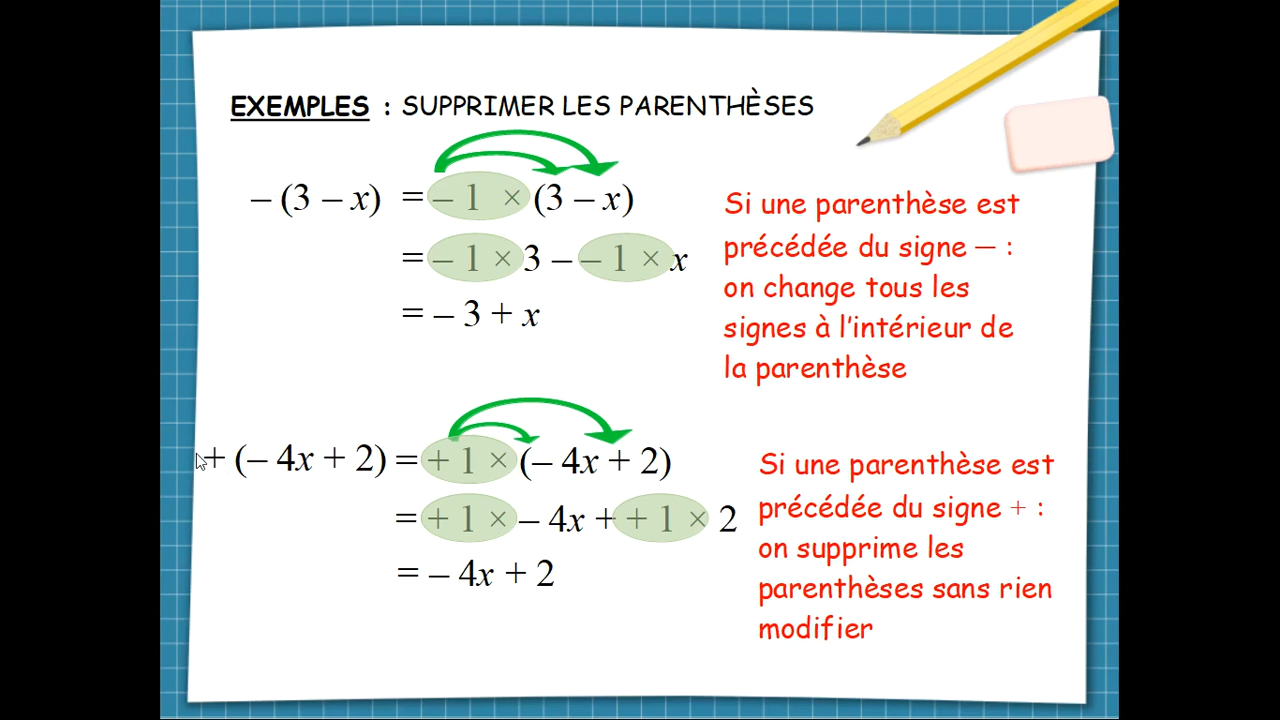 EXEMPLES : SUPPRIMER LES PARENTHÈSES
– (3 – x) = – 1 × (3 – x)
= – 1 × 3 – – 1 × x
= – 3 + x
Si une parenthèse est
précédée du signe — :
on change tous les
signes à l'intérieur de
la parenthèse
+ (– 4x + 2) = + 1 × (– 4x + 2)
= + 1 × – 4x + + 1 × 2
= – 4x + 2
Si une parenthèse est
précédée du signe + :
on supprime les
parenthèses sans rien
modifier